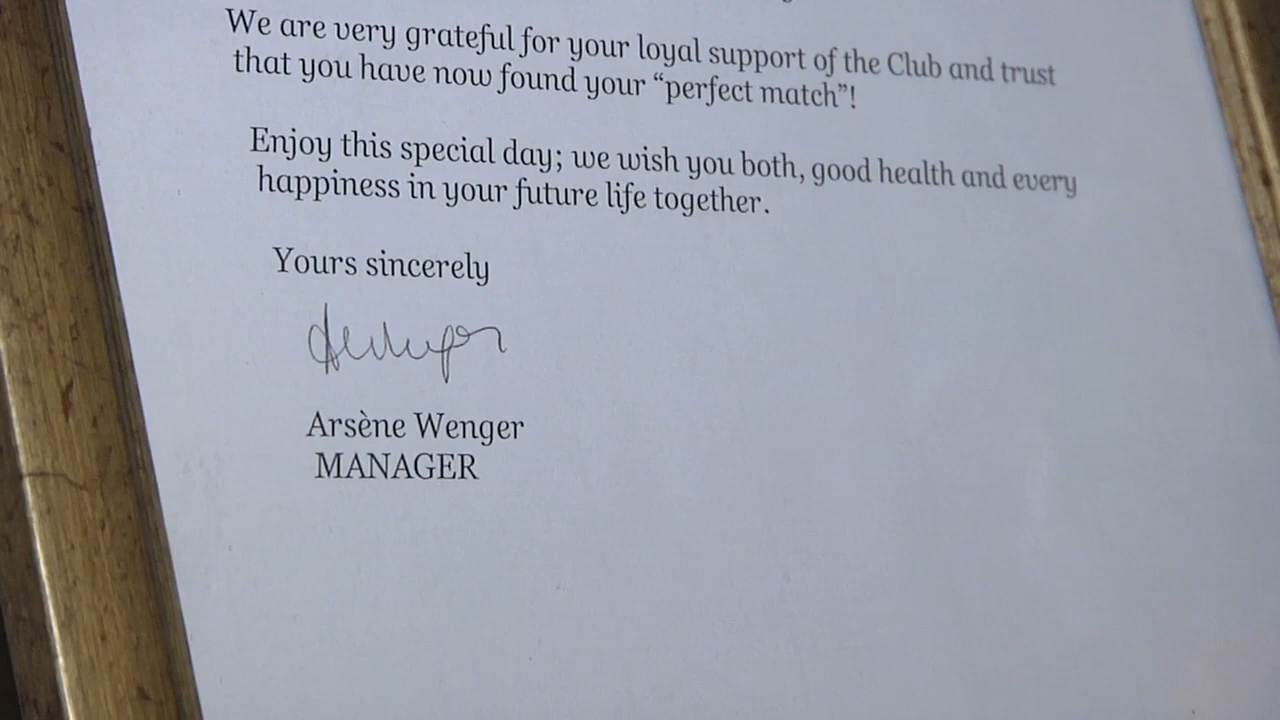 We are very grateful for your loyal support of the Club and trust
that you have now found your “perfect match”!
Enjoy this special day; we wish you both, good health and every
happiness in your future life together.
Yours sincerely
Arsène Wenger
MANAGER